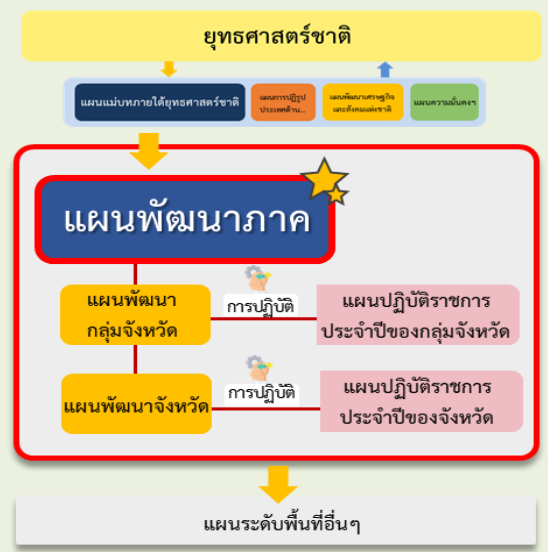 ยุทธศาสตร์ชาติ
แผนแม่บทภายใต้ยุทธศาสตร์ชาติ
แผนการปฏิรูป
ประเทศด้าน...
แผนพัฒนาเศรษฐกิจ
และสังคมแห่งชาติ
แผนความมั่นคงฯ
แผนพัฒนาภาค
แผนพัฒนา
กลุ่มจังหวัด
การปฏิบัติ
แผนปฏิบัติราชการ
ประจำปีของกลุ่มจังหวัด
แผนพัฒนาจังหวัด
การปฏิบัติ
แผนปฏิบัติราชการ
ประจำปีของจังหวัด
แผนระดับพื้นที่อื่นๆ